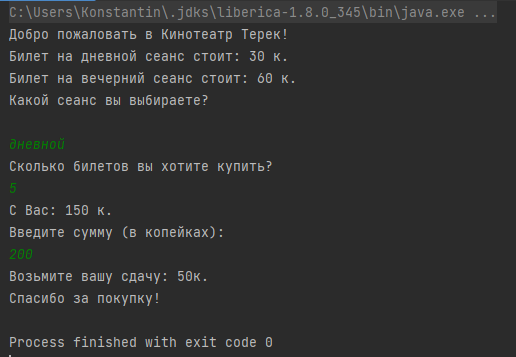 C:\Users\Konstantin\.jdks\liberica-1.8.0_345\bin\java.exe ...
Добро пожаловать в Кинотеатр Терек!
Билет на дневной сеанс стоит: 30 к.
Билет на вечерний сеанс стоит: 60 к.
Какой сеанс вы выбираете?
дневной
Сколько билетов вы хотите купить?
5
С Вас: 150 к.
Введите сумму (в копейках):
200
Возьмите вашу сдачу: 50к.
Спасибо за покупку!
Process finished with exit code 0